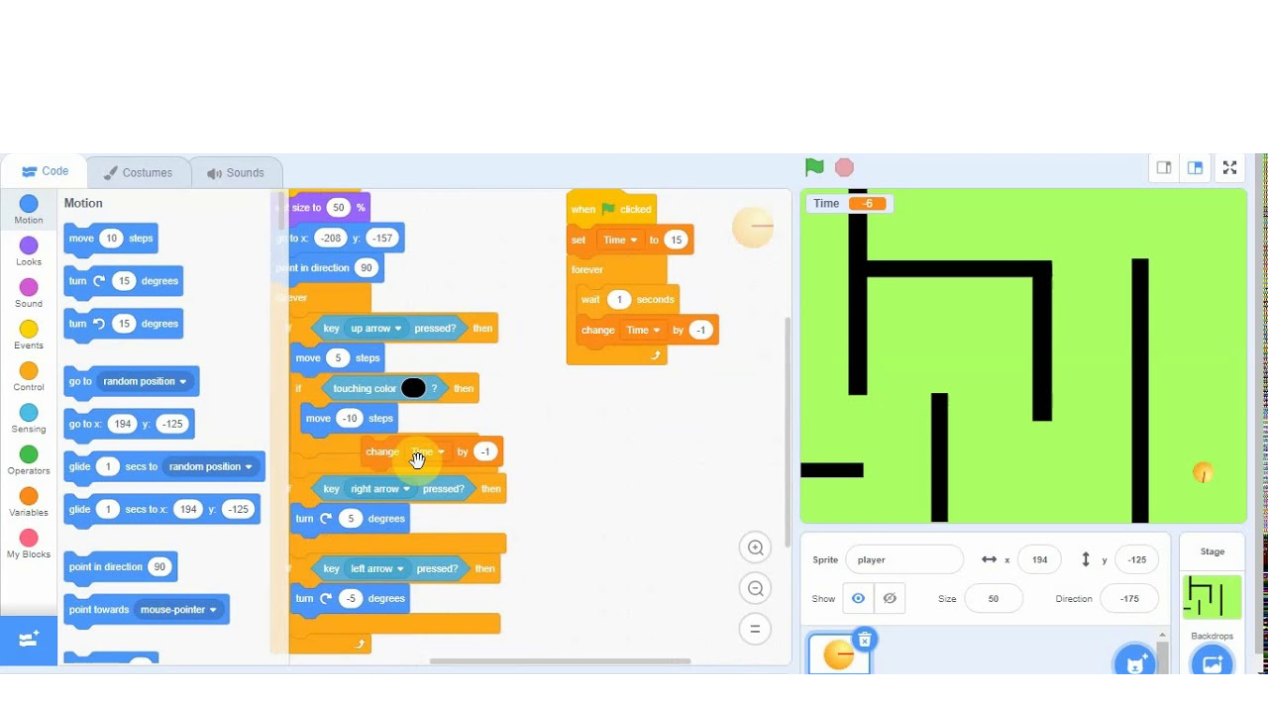 Code
Costumes
Sounds
Motion
Looks
Sound
Events
Control
Sensing
Operators
Variables
My Blocks
Motion
move 10 steps
turn 15 degrees
turn 15 degrees
go to random position
go to x: 194 y: -125
glide 1 secs to random position
glide 1 secs to x: 194 y: -125
point in direction 90
point towards mouse-pointer
size to 50 %
go to x: -208 y: -157
point in direction 90
forever
if key up arrow pressed? then
move 5 steps
if touching color ? then
move -10 steps
change Time by -1
if key right arrow pressed? then
turn 5 degrees
if key left arrow pressed? then
turn -5 degrees
when clicked
set Time to 15
forever
wait 1 seconds
change Time by -1
Time -6
Sprite player x 194 y -125
Show Size 50 Direction -175
Stage
Backdrops